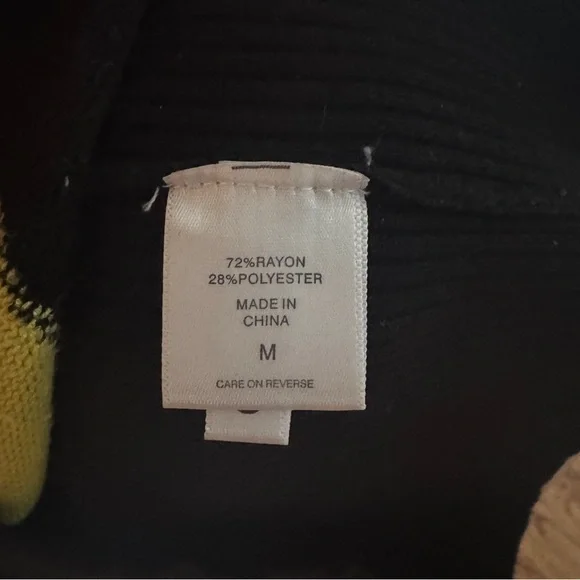 72%RAYON
28%POLYESTER
MADE IN
CHINA
M
CARE ON REVERSE